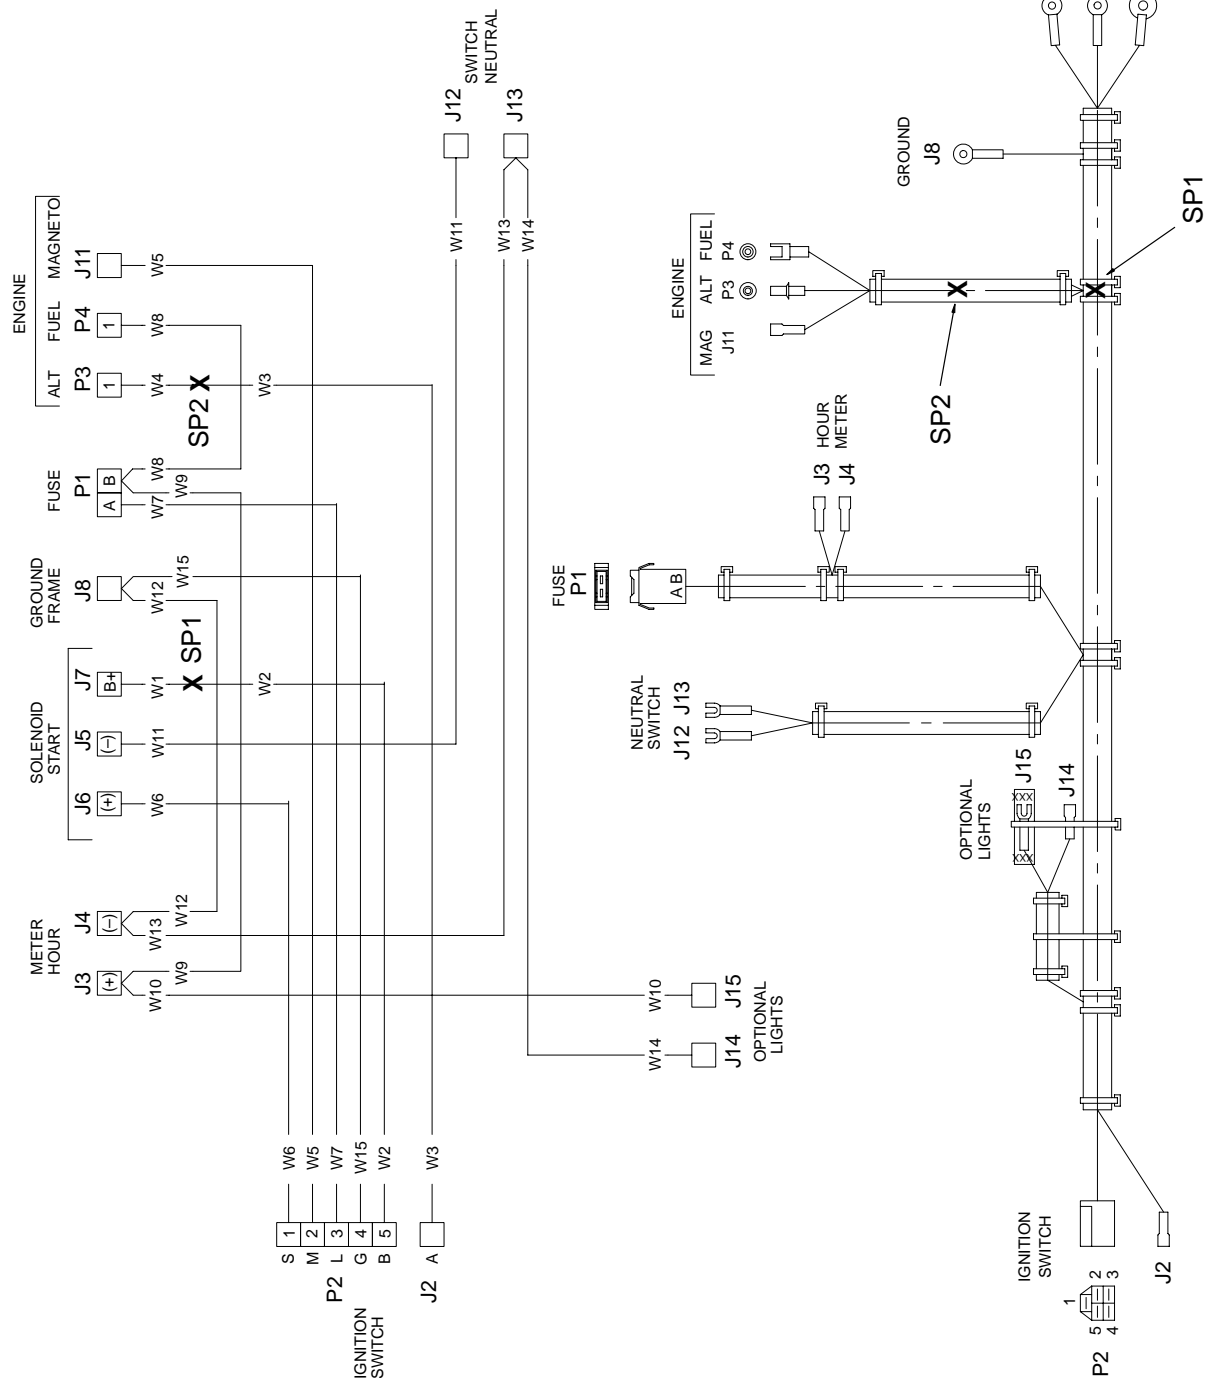 ENGINE
ALT
FUEL
MAGNETO
P3
P4
J11
1
1
W4
W8
W5
SP2 X
W3
FUSE
P1
A
B
W7
W9
W8
GROUND
FRAME
J8
W12
W15
SOLENOID
START
J6
J5
J7
(+)
(–)
B+
W6
W11
W1
X SP1
W2
METER
HOUR
J3
J4
(+)
(–)
W10
W9
W13
W12
SWITCH
NEUTRAL
J12
J13
W11
W13
W14
W14
W10
J14
J15
OPTIONAL
LIGHTS
IGNITION
SWITCH
P2
S 1 W6
M 2 W5
L 3 W7
G 4 W15
B 5 W2
J2 A W3
GROUND
J8
SP1
X
ENGINE
MAG
ALT
FUEL
J11
P3
P4
X
SP2
HOUR
METER
J3
J4
FUSE
P1
A B
NEUTRAL
SWITCH
J12
J13
OPTIONAL
LIGHTS
J15
XXX
XXX
J14
IGNITION
SWITCH
P2
1
5 2
4 3
J2